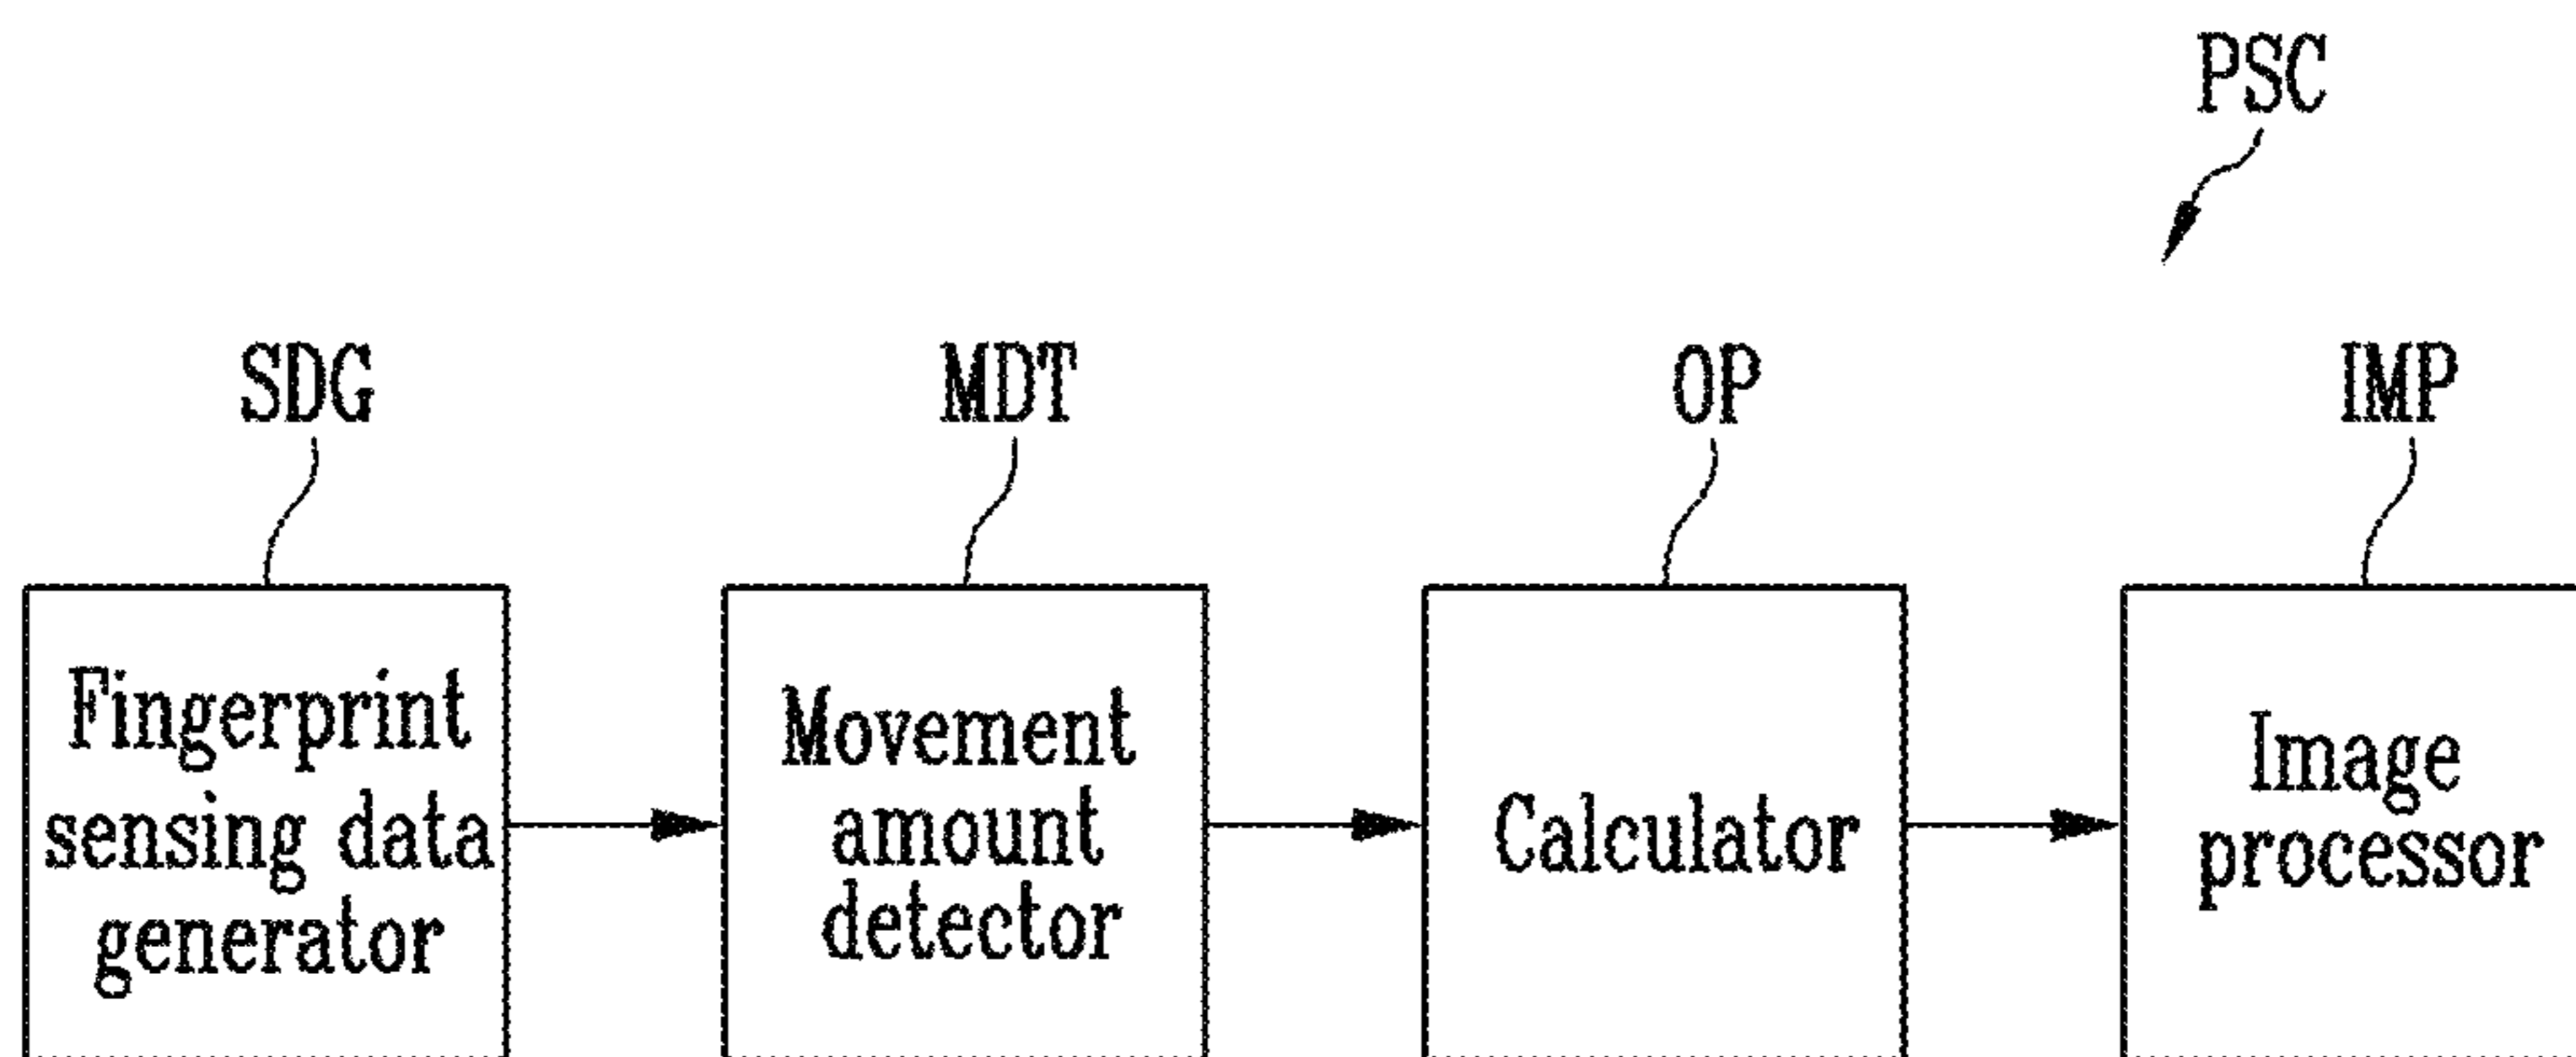 PSC
SDG
MDT
OP
IMP
Fingerprint
sensing data
generator
Movement
amount
detector
Calculator
Image
processor